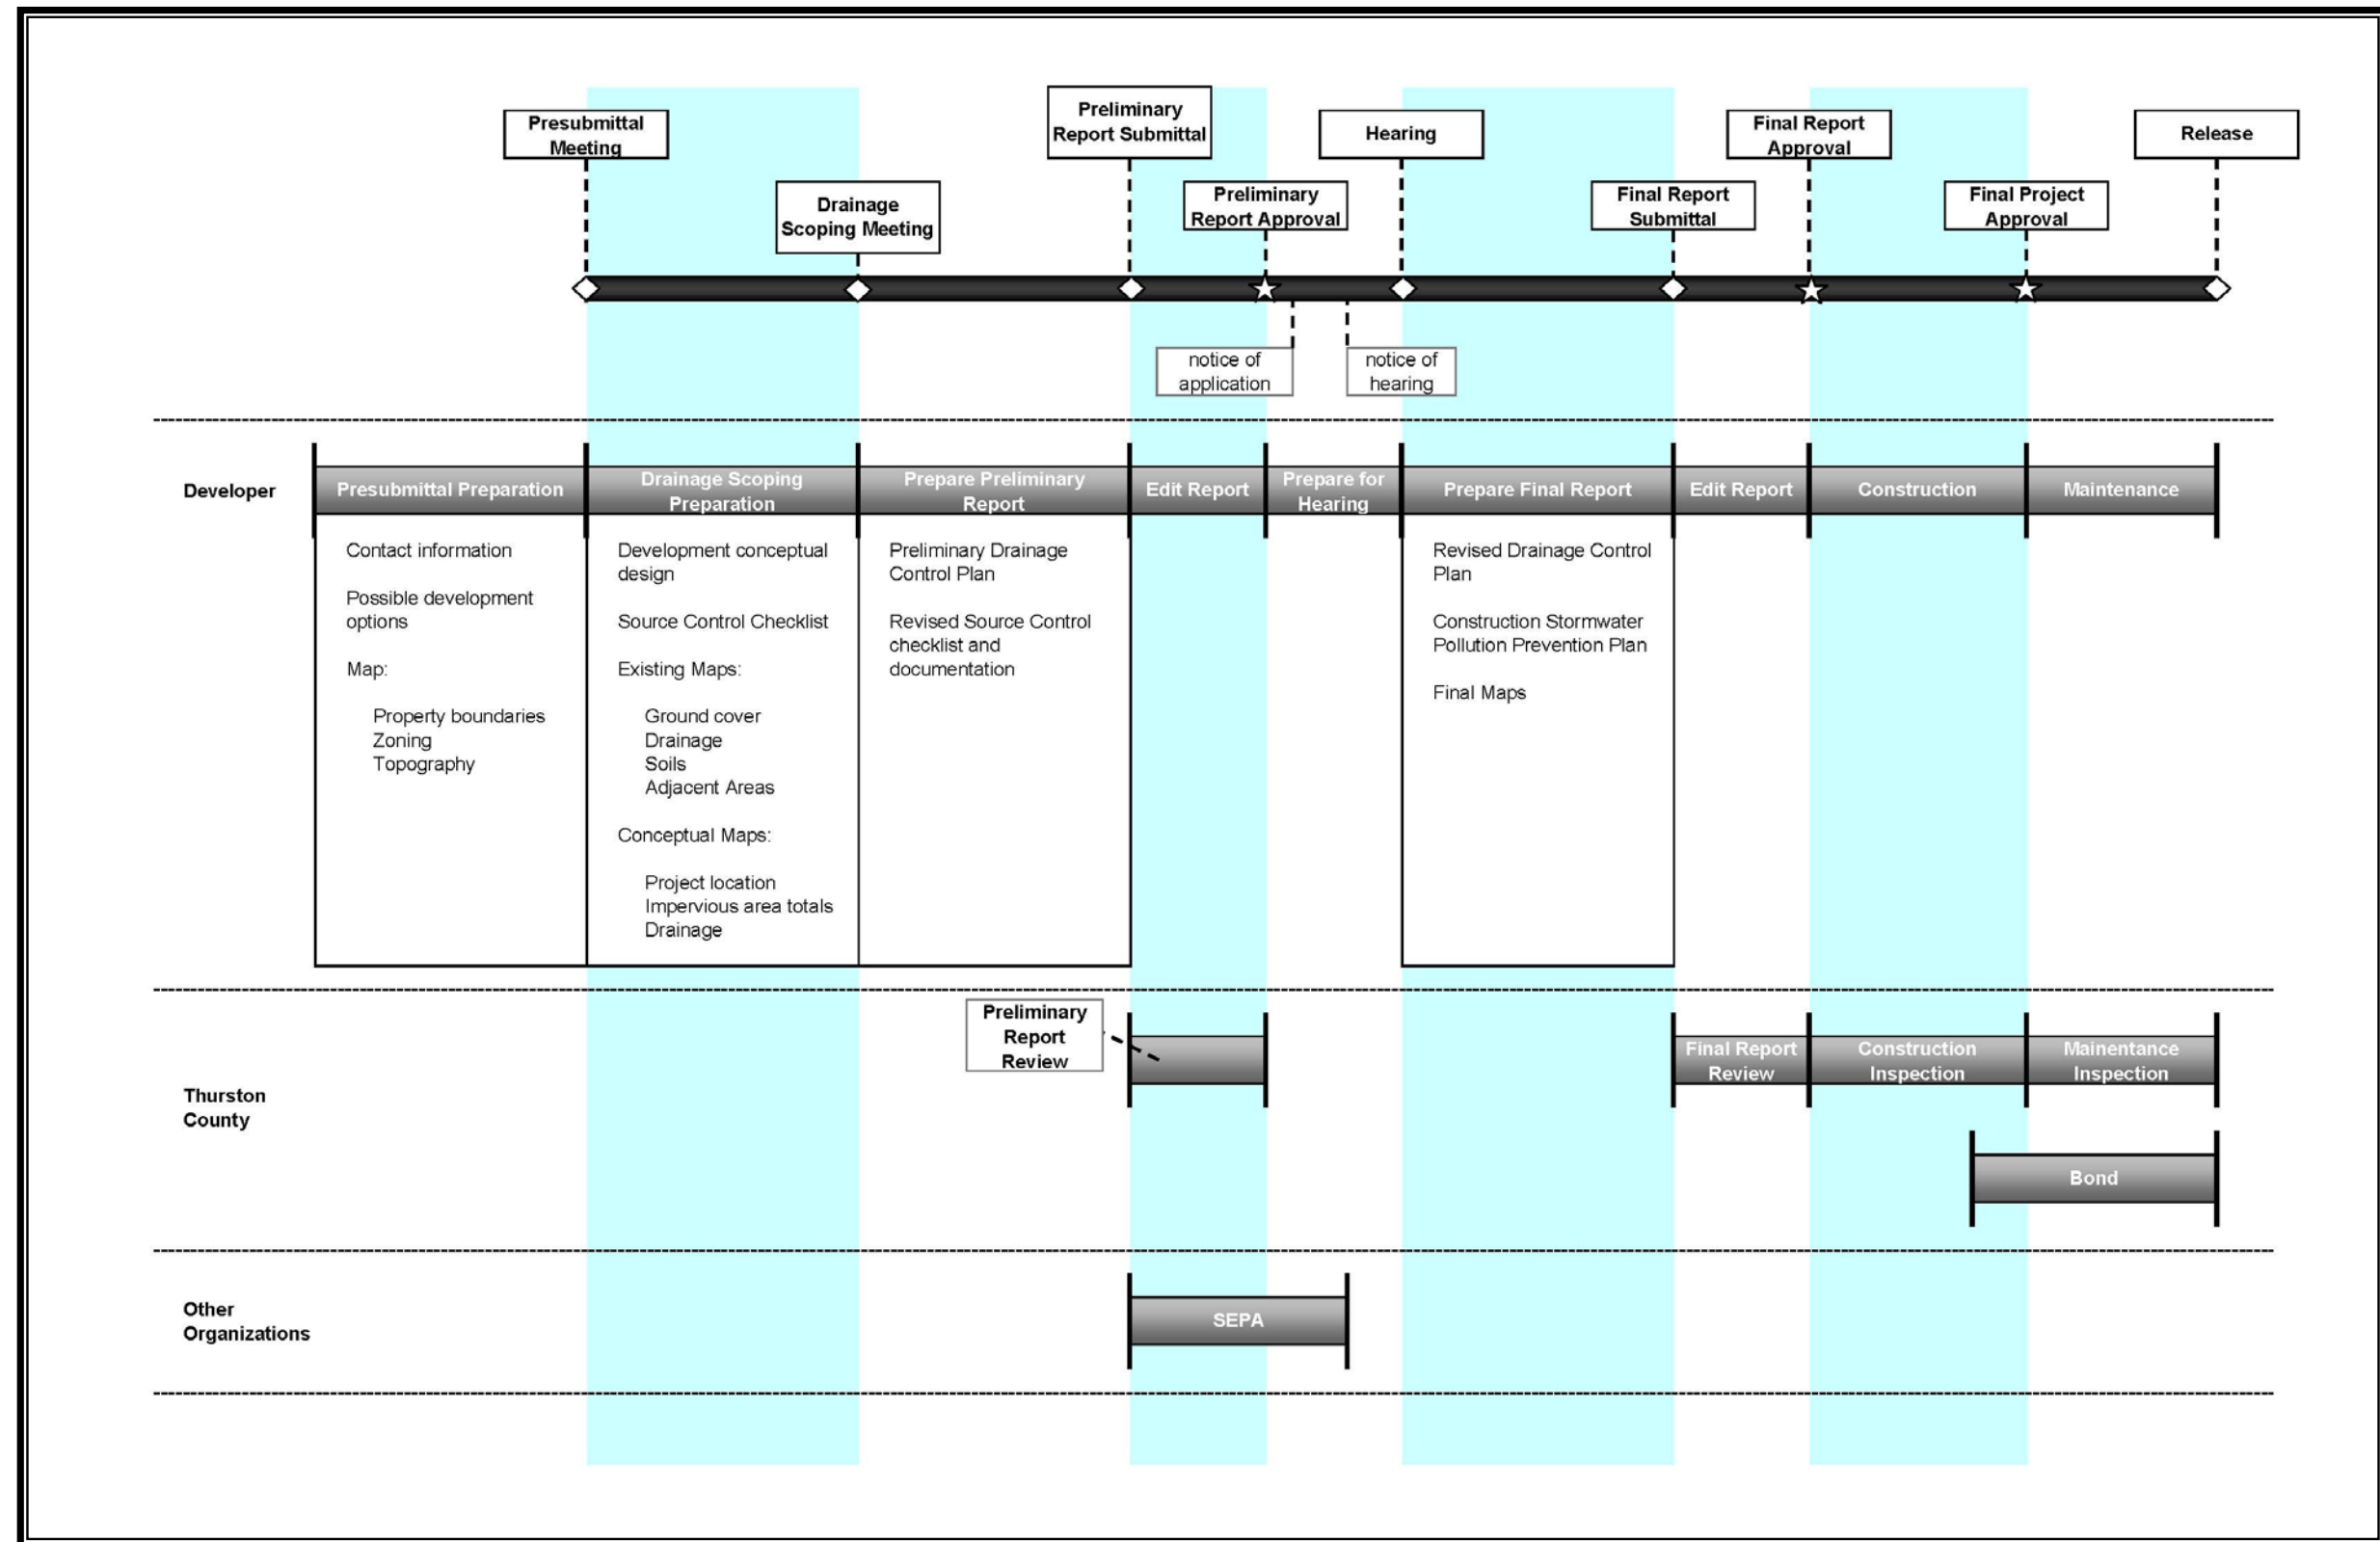 Presubmittal
Meeting
Drainage
Scoping Meeting
Preliminary
Report Submittal
Preliminary
Report Approval
Hearing
Final Report
Submittal
Final Report
Approval
Final Project
Approval
Release
notice of
application
notice of
hearing
Developer
Presubmittal Preparation
Drainage Scoping
Preparation
Prepare Preliminary
Report
Edit Report
Prepare for
Hearing
Prepare Final Report
Edit Report
Construction
Maintenance
Contact information
Possible development
options
Map:
Property boundaries
Zoning
Topography
Development conceptual
design
Source Control Checklist
Existing Maps:
Ground cover
Drainage
Soils
Adjacent Areas
Conceptual Maps:
Project location
Impervious area totals
Drainage
Preliminary Drainage
Control Plan
Revised Source Control
checklist and
documentation
Revised Drainage Control
Plan
Construction Stormwater
Pollution Prevention Plan
Final Maps
Thurston
County
Preliminary
Report
Review
Final Report
Review
Construction
Inspection
Mainentance
Inspection
Bond
Other
Organizations
SEPA